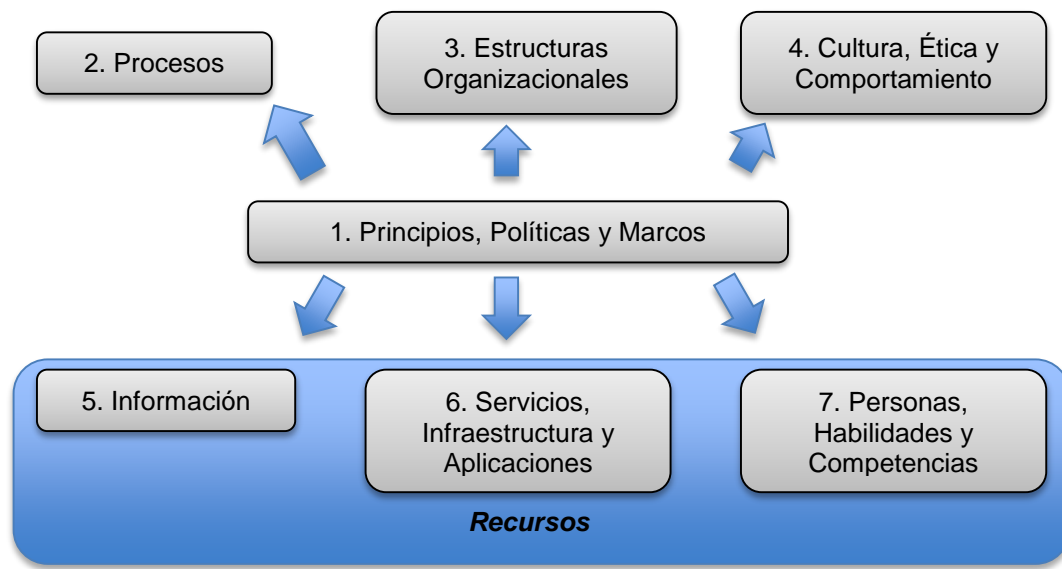 2. Procesos
3. Estructuras
Organizacionales
4. Cultura, Ética y
Comportamiento
1. Principios, Políticas y Marcos
5. Información
6. Servicios,
Infraestructura y
Aplicaciones
7. Personas,
Habilidades y
Competencias
Recursos